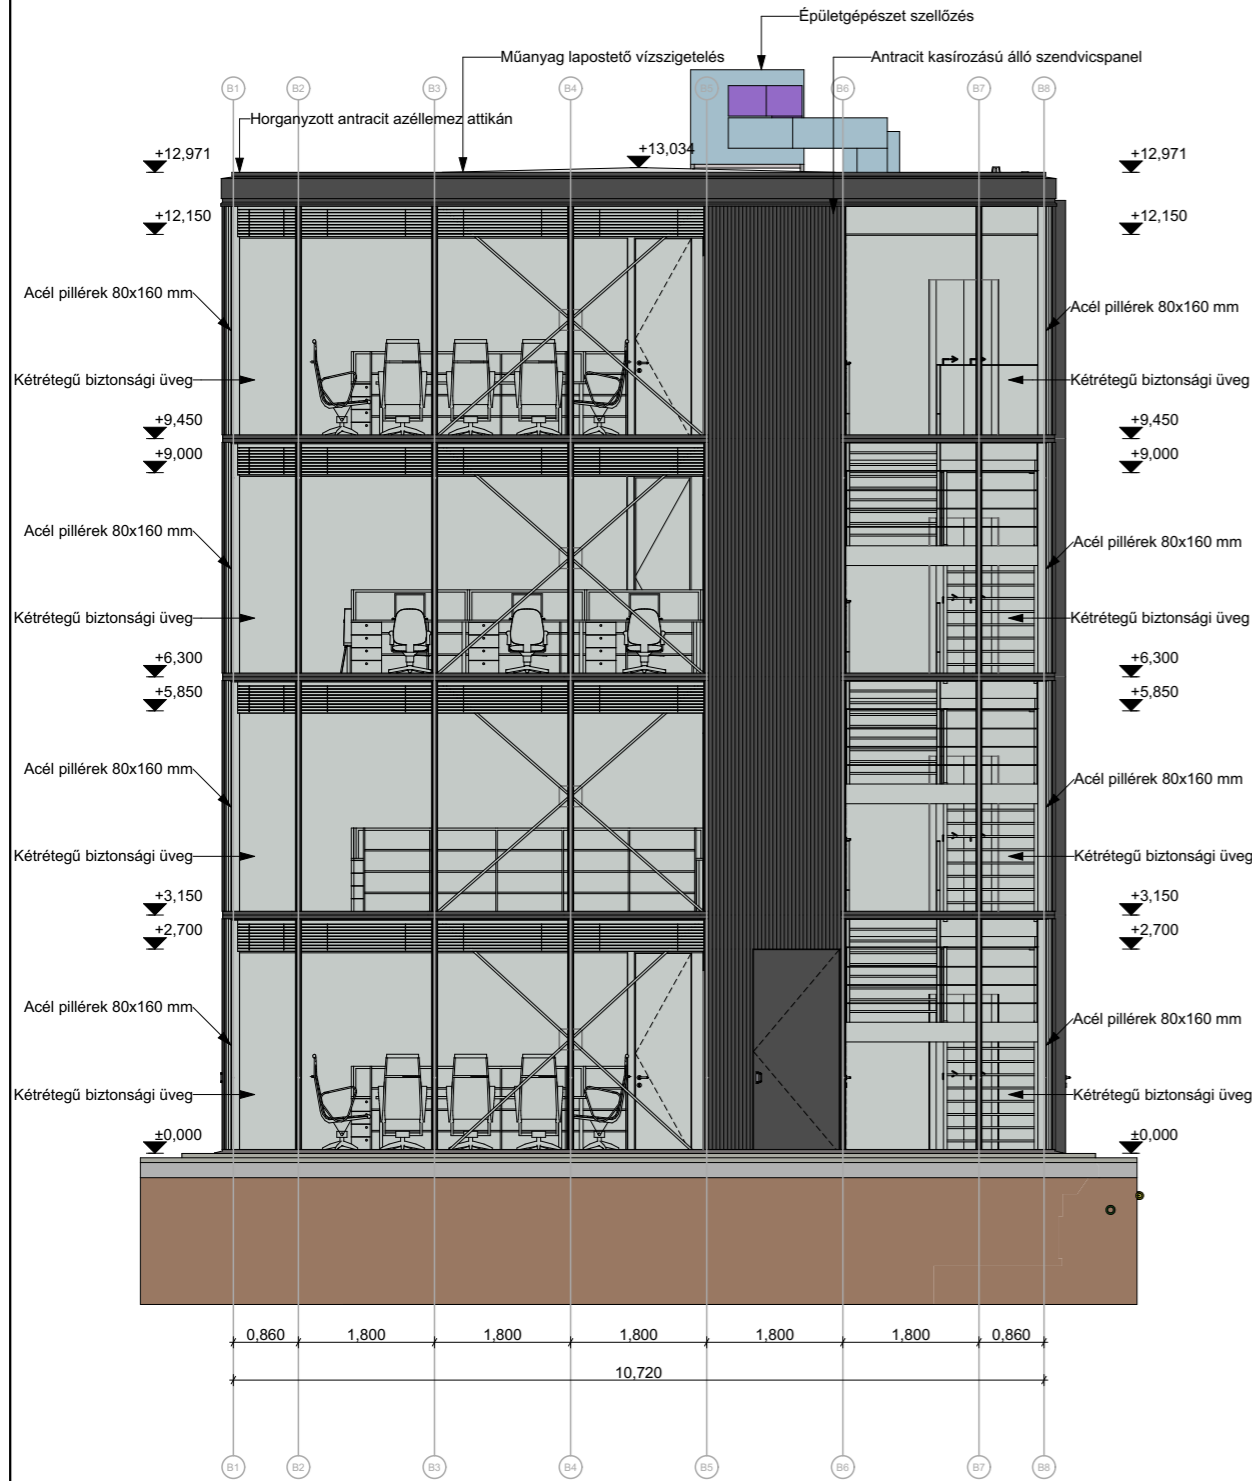 Épületgépészet szellőzés
Műanyag lapostető vízszigetelés
Antracit kasírozású álló szendvicspanel
B1 B2 B3 B4 B5 B6 B7 B8
Horganyzott antracit azéllemez attikán
+12,971 +13,034 +12,971
+12,150 +12,150
Acél pillérek 80x160 mm Acél pillérek 80x160 mm
Kétrétegű biztonsági üveg Kétrétegű biztonsági üveg
+9,450 +9,450
+9,000 +9,000
Acél pillérek 80x160 mm Acél pillérek 80x160 mm
Kétrétegű biztonsági üveg Kétrétegű biztonsági üveg
+6,300 +6,300
+5,850 +5,850
Acél pillérek 80x160 mm Acél pillérek 80x160 mm
Kétrétegű biztonsági üveg Kétrétegű biztonsági üveg
+3,150 +3,150
+2,700 +2,700
Acél pillérek 80x160 mm Acél pillérek 80x160 mm
Kétrétegű biztonsági üveg Kétrétegű biztonsági üveg
±0,000 ±0,000
0,860 1,800 1,800 1,800 1,800 1,800 0,860
10,720
B1 B2 B3 B4 B5 B6 B7 B8